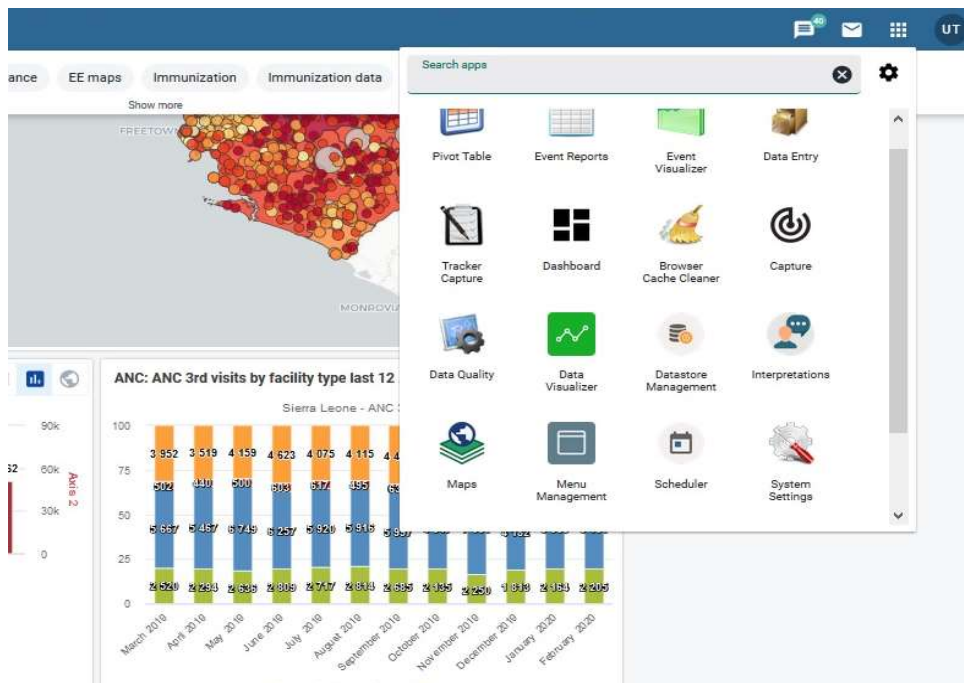 40
UT
ance
EE maps
Immunization
Immunization data
Show more
Search apps
Pivot Table
Event Reports
Event
Visualizer
Data Entry
Tracker
Capture
Dashboard
Browser
Cache Cleaner
Capture
Data Quality
Data
Visualizer
Datastore
Management
Interpretations
Maps
Menu
Management
Scheduler
System
Settings
FREETOWN
MONROVIA
90k
60k
30k
0
Axis 2
ANC: ANC 3rd visits by facility type last 12
Sierra Leone - ANC
100
75
50
25
0
3 952
3 519
4 159
4 623
4 075
4 115
502
440
500
603
617
495
5 667
5 467
6 749
6 257
5 920
5 916
2 520
2 294
2 636
2 809
2 717
2 814
2 685
2 135
2 250
1 813
2 164
2 205
March 2019
April 2019
May 2019
June 2019
July 2019
August 2019
September 2019
October 2019
November 2019
December 2019
January 2020
February 2020